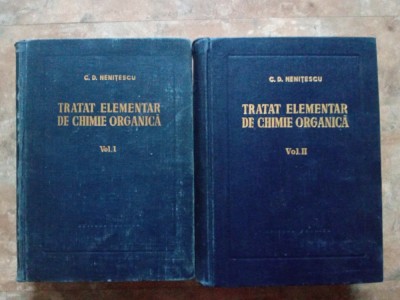 C. D. NENIȚESCU
TRATAT ELEMENTAR
DE CHIMIE ORGANICĂ
Vol. I
C. D. NENIȚESCU
TRATAT ELEMENTAR
DE CHIMIE ORGANICĂ
Vol. II